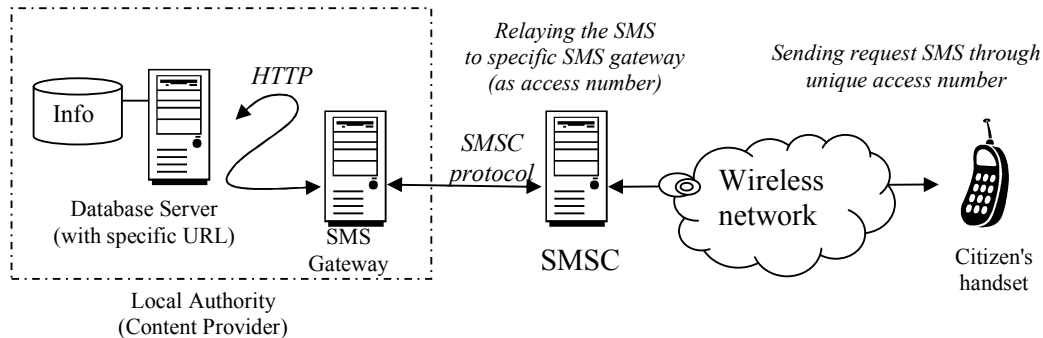 Relaying the SMS
to specific SMS gateway
(as access number)
Sending request SMS through
unique access number
HTTP
Info
SMSC
protocol
Wireless
network
Database Server
(with specific URL)
SMS
Gateway
SMSC
Citizen's
handset
Local Authority
(Content Provider)